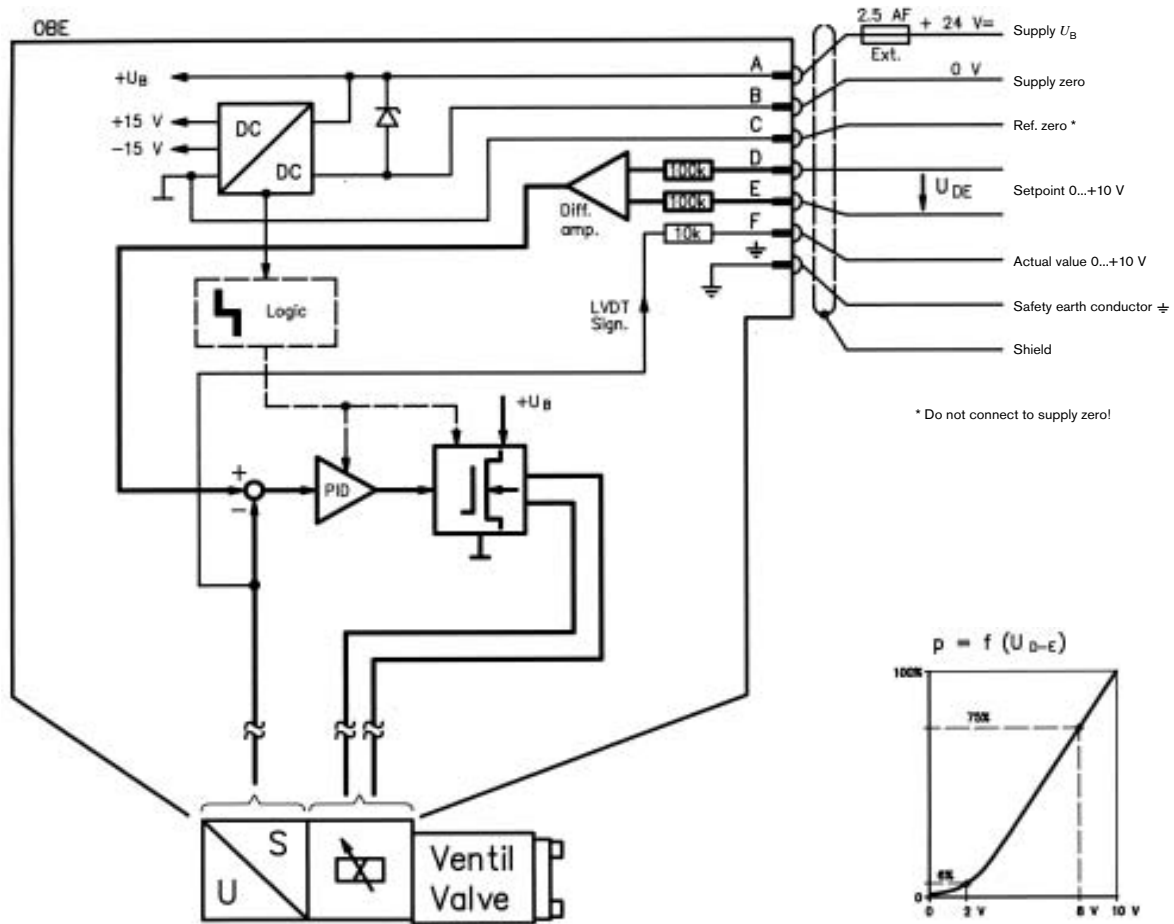 OBE
2.5 AF
+ 24 V=
Ext.
Supply U_B
+U_B
A
0 V
Supply zero
+15 V
DC
B
-15 V
DC
C
Ref. zero *
100k
D
U_DE
Setpoint 0...+10 V
100k
E
Diff.
amp.
10k
F
Actual value 0...+10 V
Logic
LVDT
Sign.
Safety earth conductor ⏚
Shield
* Do not connect to supply zero!
+U_B
+
-
PID
p = f (U_D-E)
100%
75%
6%
0
0
2 V
8 V
10 V
S
U
Ventil
Valve